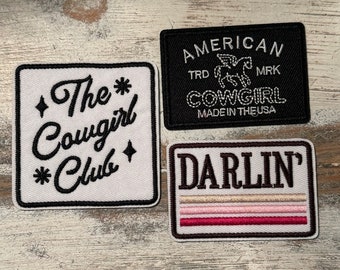 The
Cowgirl
Club
AMERICAN
TRD MRK
COWGIRL
MADE IN THE USA
DARLIN'